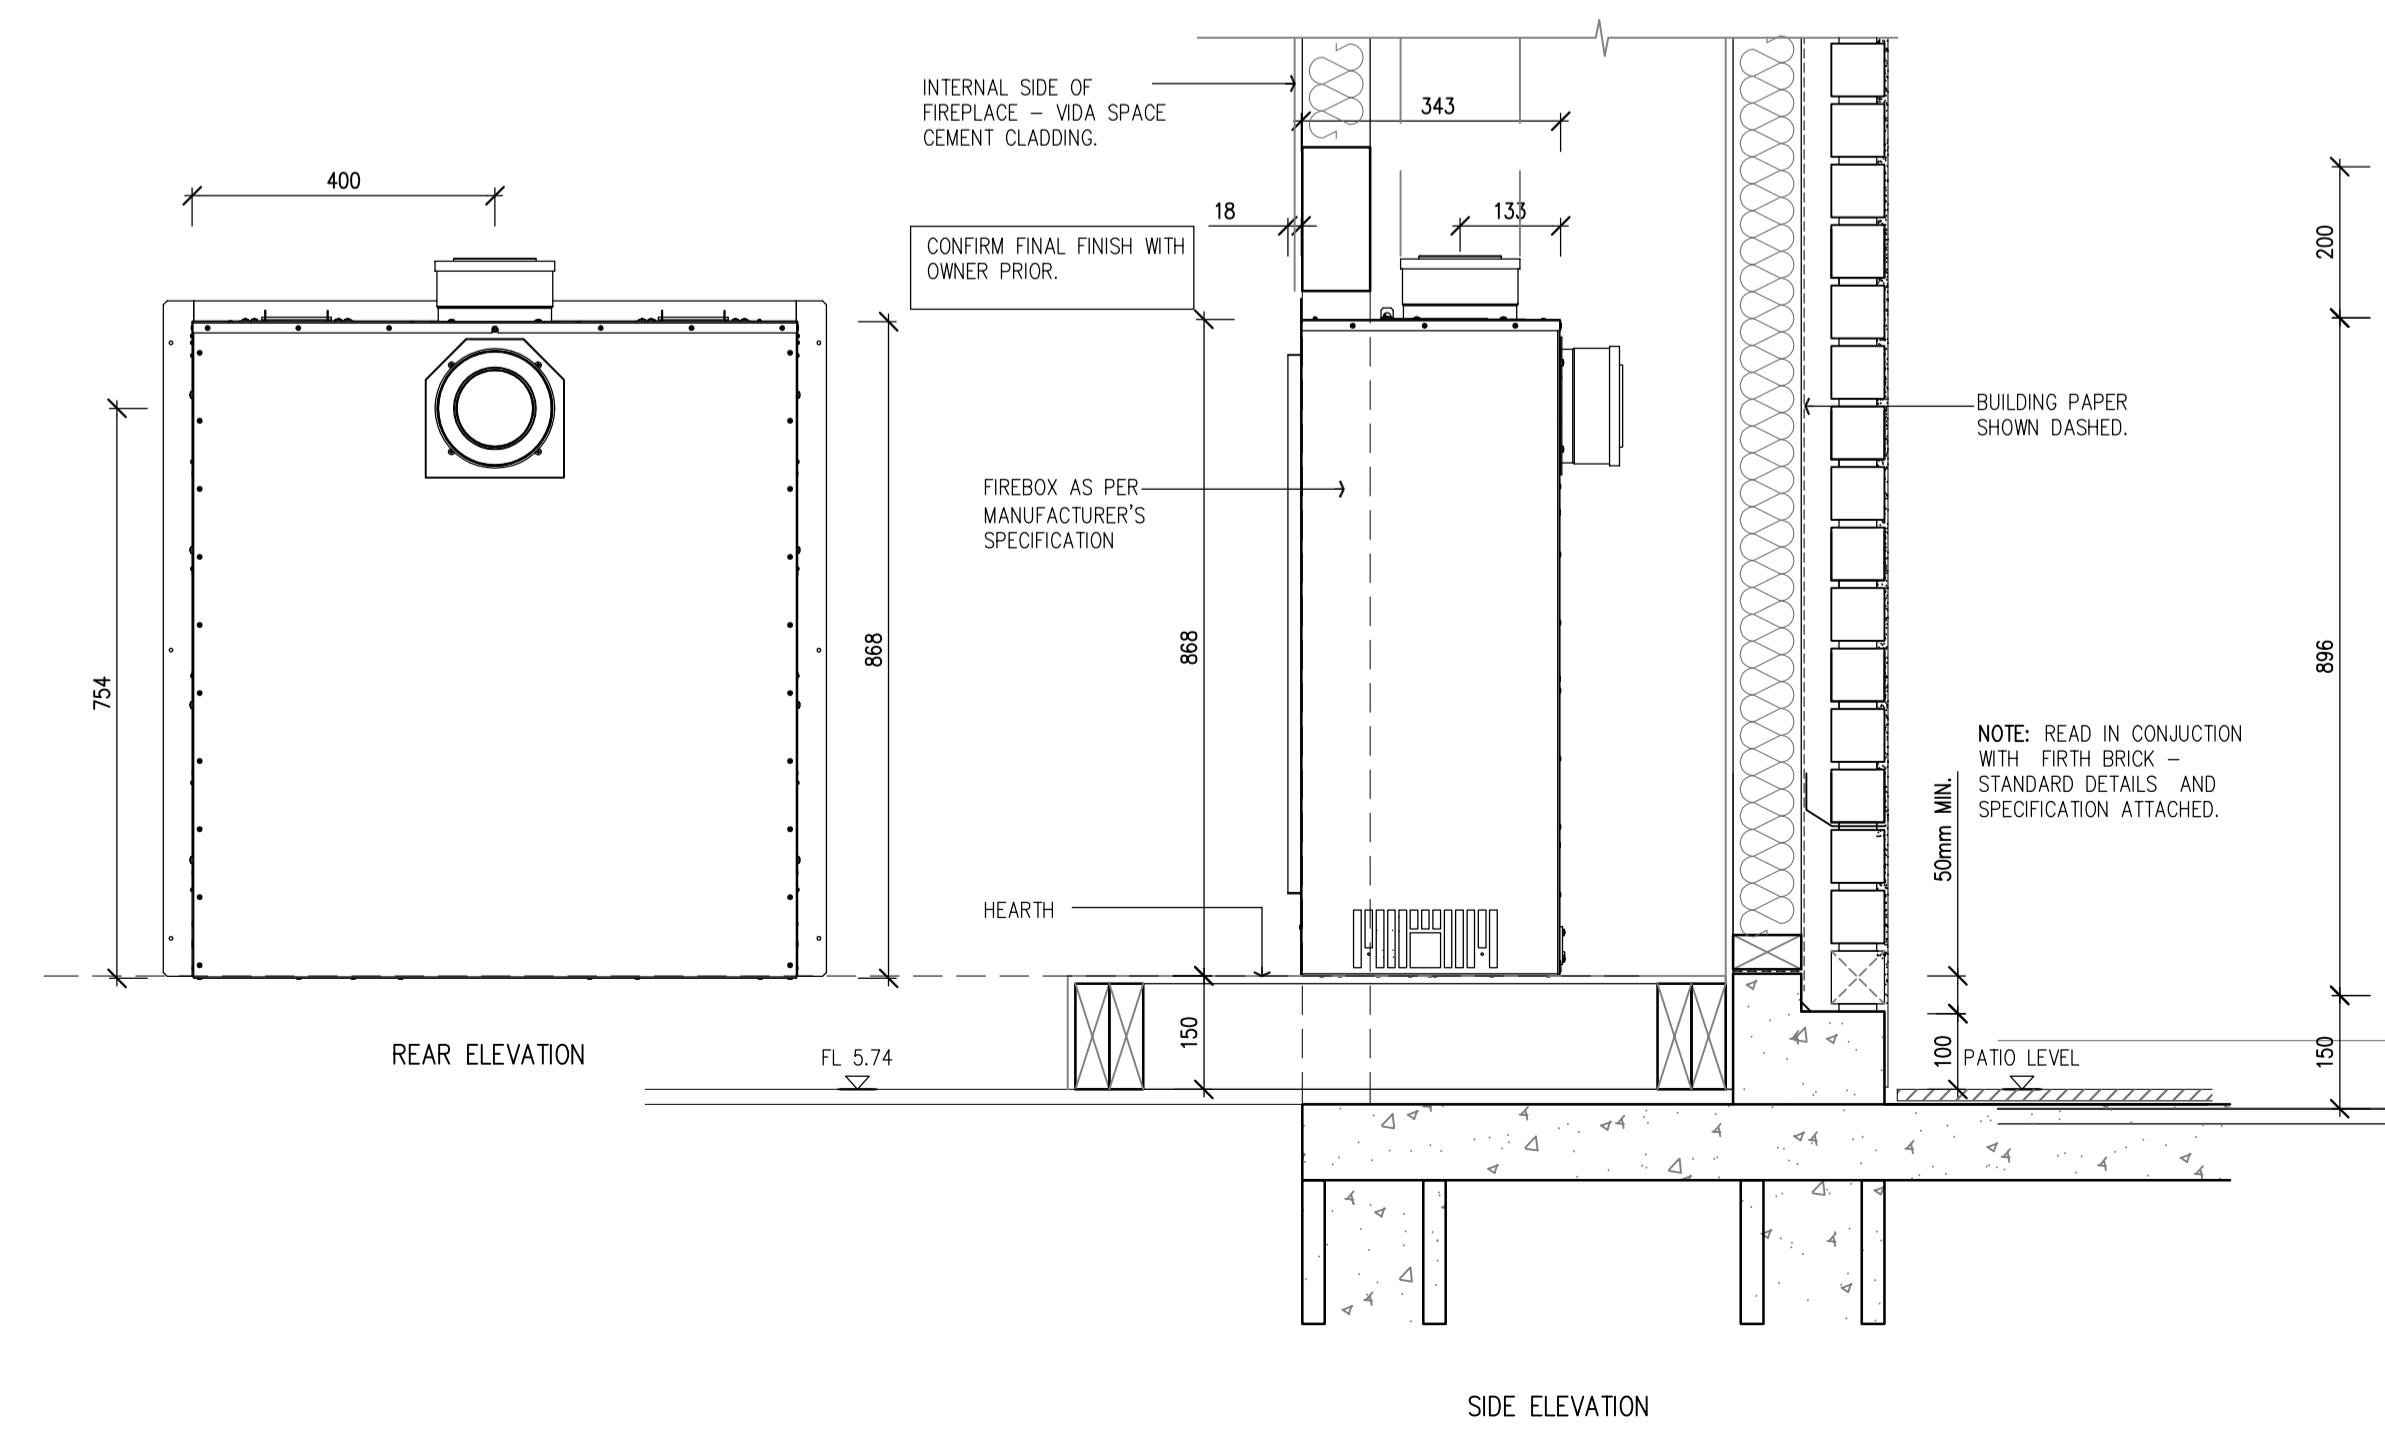 INTERNAL SIDE OF
FIREPLACE – VIDA SPACE
CEMENT CLADDING.
343
400
18
133
CONFIRM FINAL FINISH WITH
OWNER PRIOR.
200
BUILDING PAPER
SHOWN DASHED.
FIREBOX AS PER
MANUFACTURER'S
SPECIFICATION
754
868
868
896
NOTE: READ IN CONJUCTION
WITH FIRTH BRICK –
STANDARD DETAILS AND
SPECIFICATION ATTACHED.
50mm MIN.
HEARTH
REAR ELEVATION
FL 5.74
150
100
PATIO LEVEL
150
SIDE ELEVATION